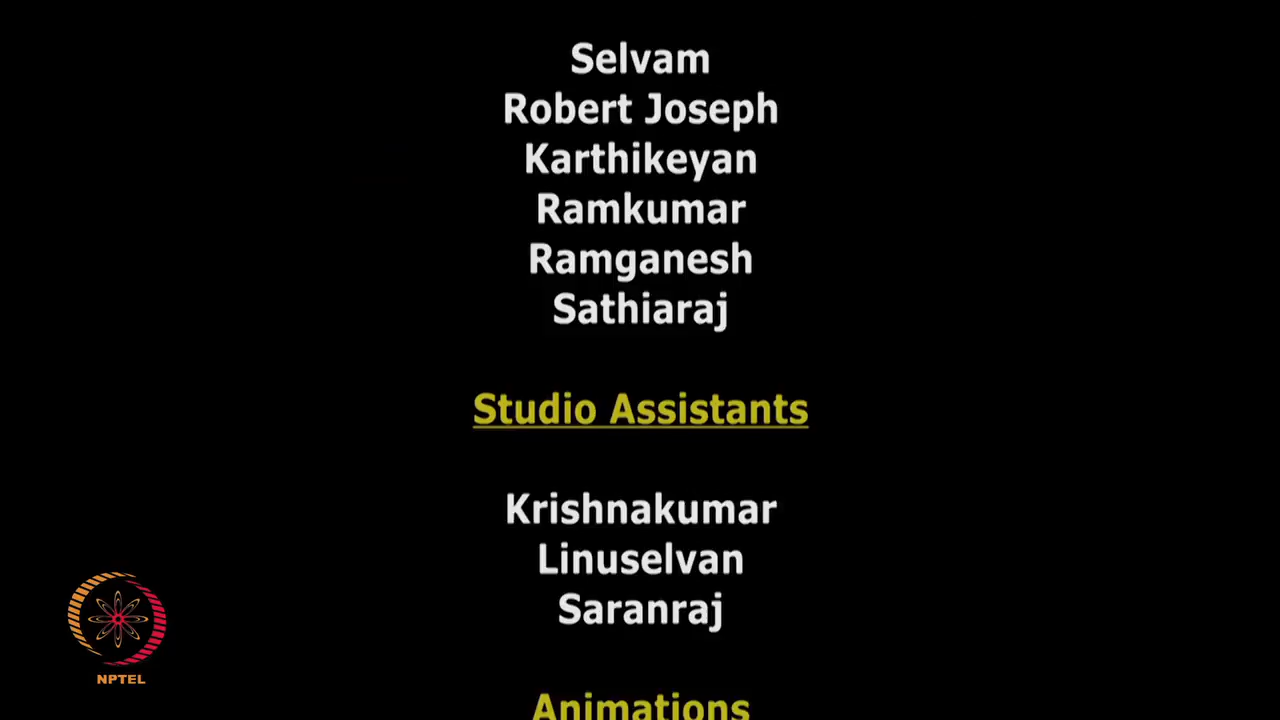 Selvam
Robert Joseph
Karthikeyan
Ramkumar
Ramganesh
Sathiaraj
Studio Assistants
Krishnakumar
Linuselvan
Saranraj
NPTEL
Animations